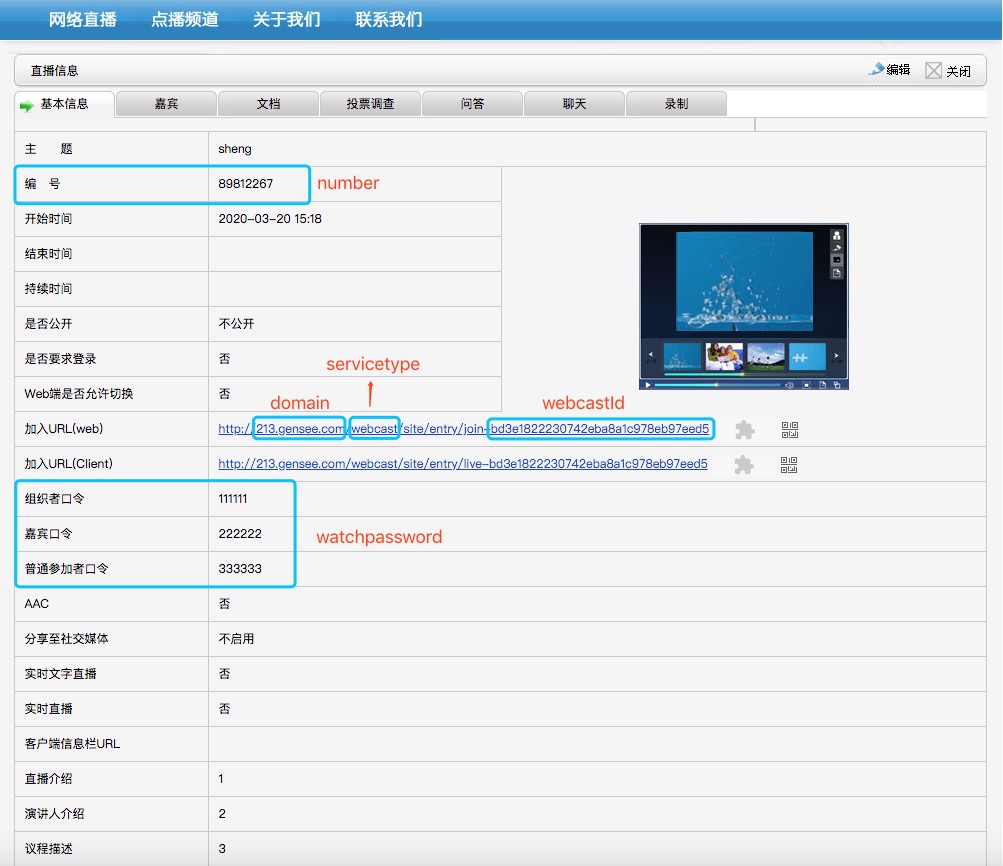 网络直播 点播频道 关于我们 联系我们
直播信息 编辑 关闭
基本信息 嘉宾 文档 投票调查 问答 聊天 录制
主 题 sheng
编 号 89812267 number
开始时间 2020-03-20 15:18
结束时间
持续时间
是否公开 不公开
是否要求登录 否
servicetype
Web端是否允许切换 否
domain webcastId
加入URL(web) http://213.gensee.com/webcast/site/entry/join-bd3e1822230742eba8a1c978eb97eed5
加入URL(Client) http://213.gensee.com/webcast/site/entry/live-bd3e1822230742eba8a1c978eb97eed5
组织者口令 111111
嘉宾口令 222222 watchpassword
普通参加者口令 333333
AAC 否
分享至社交媒体 不启用
实时文字直播 否
实时直播 否
客户端信息栏URL
直播介绍 1
演讲人介绍 2
议程描述 3